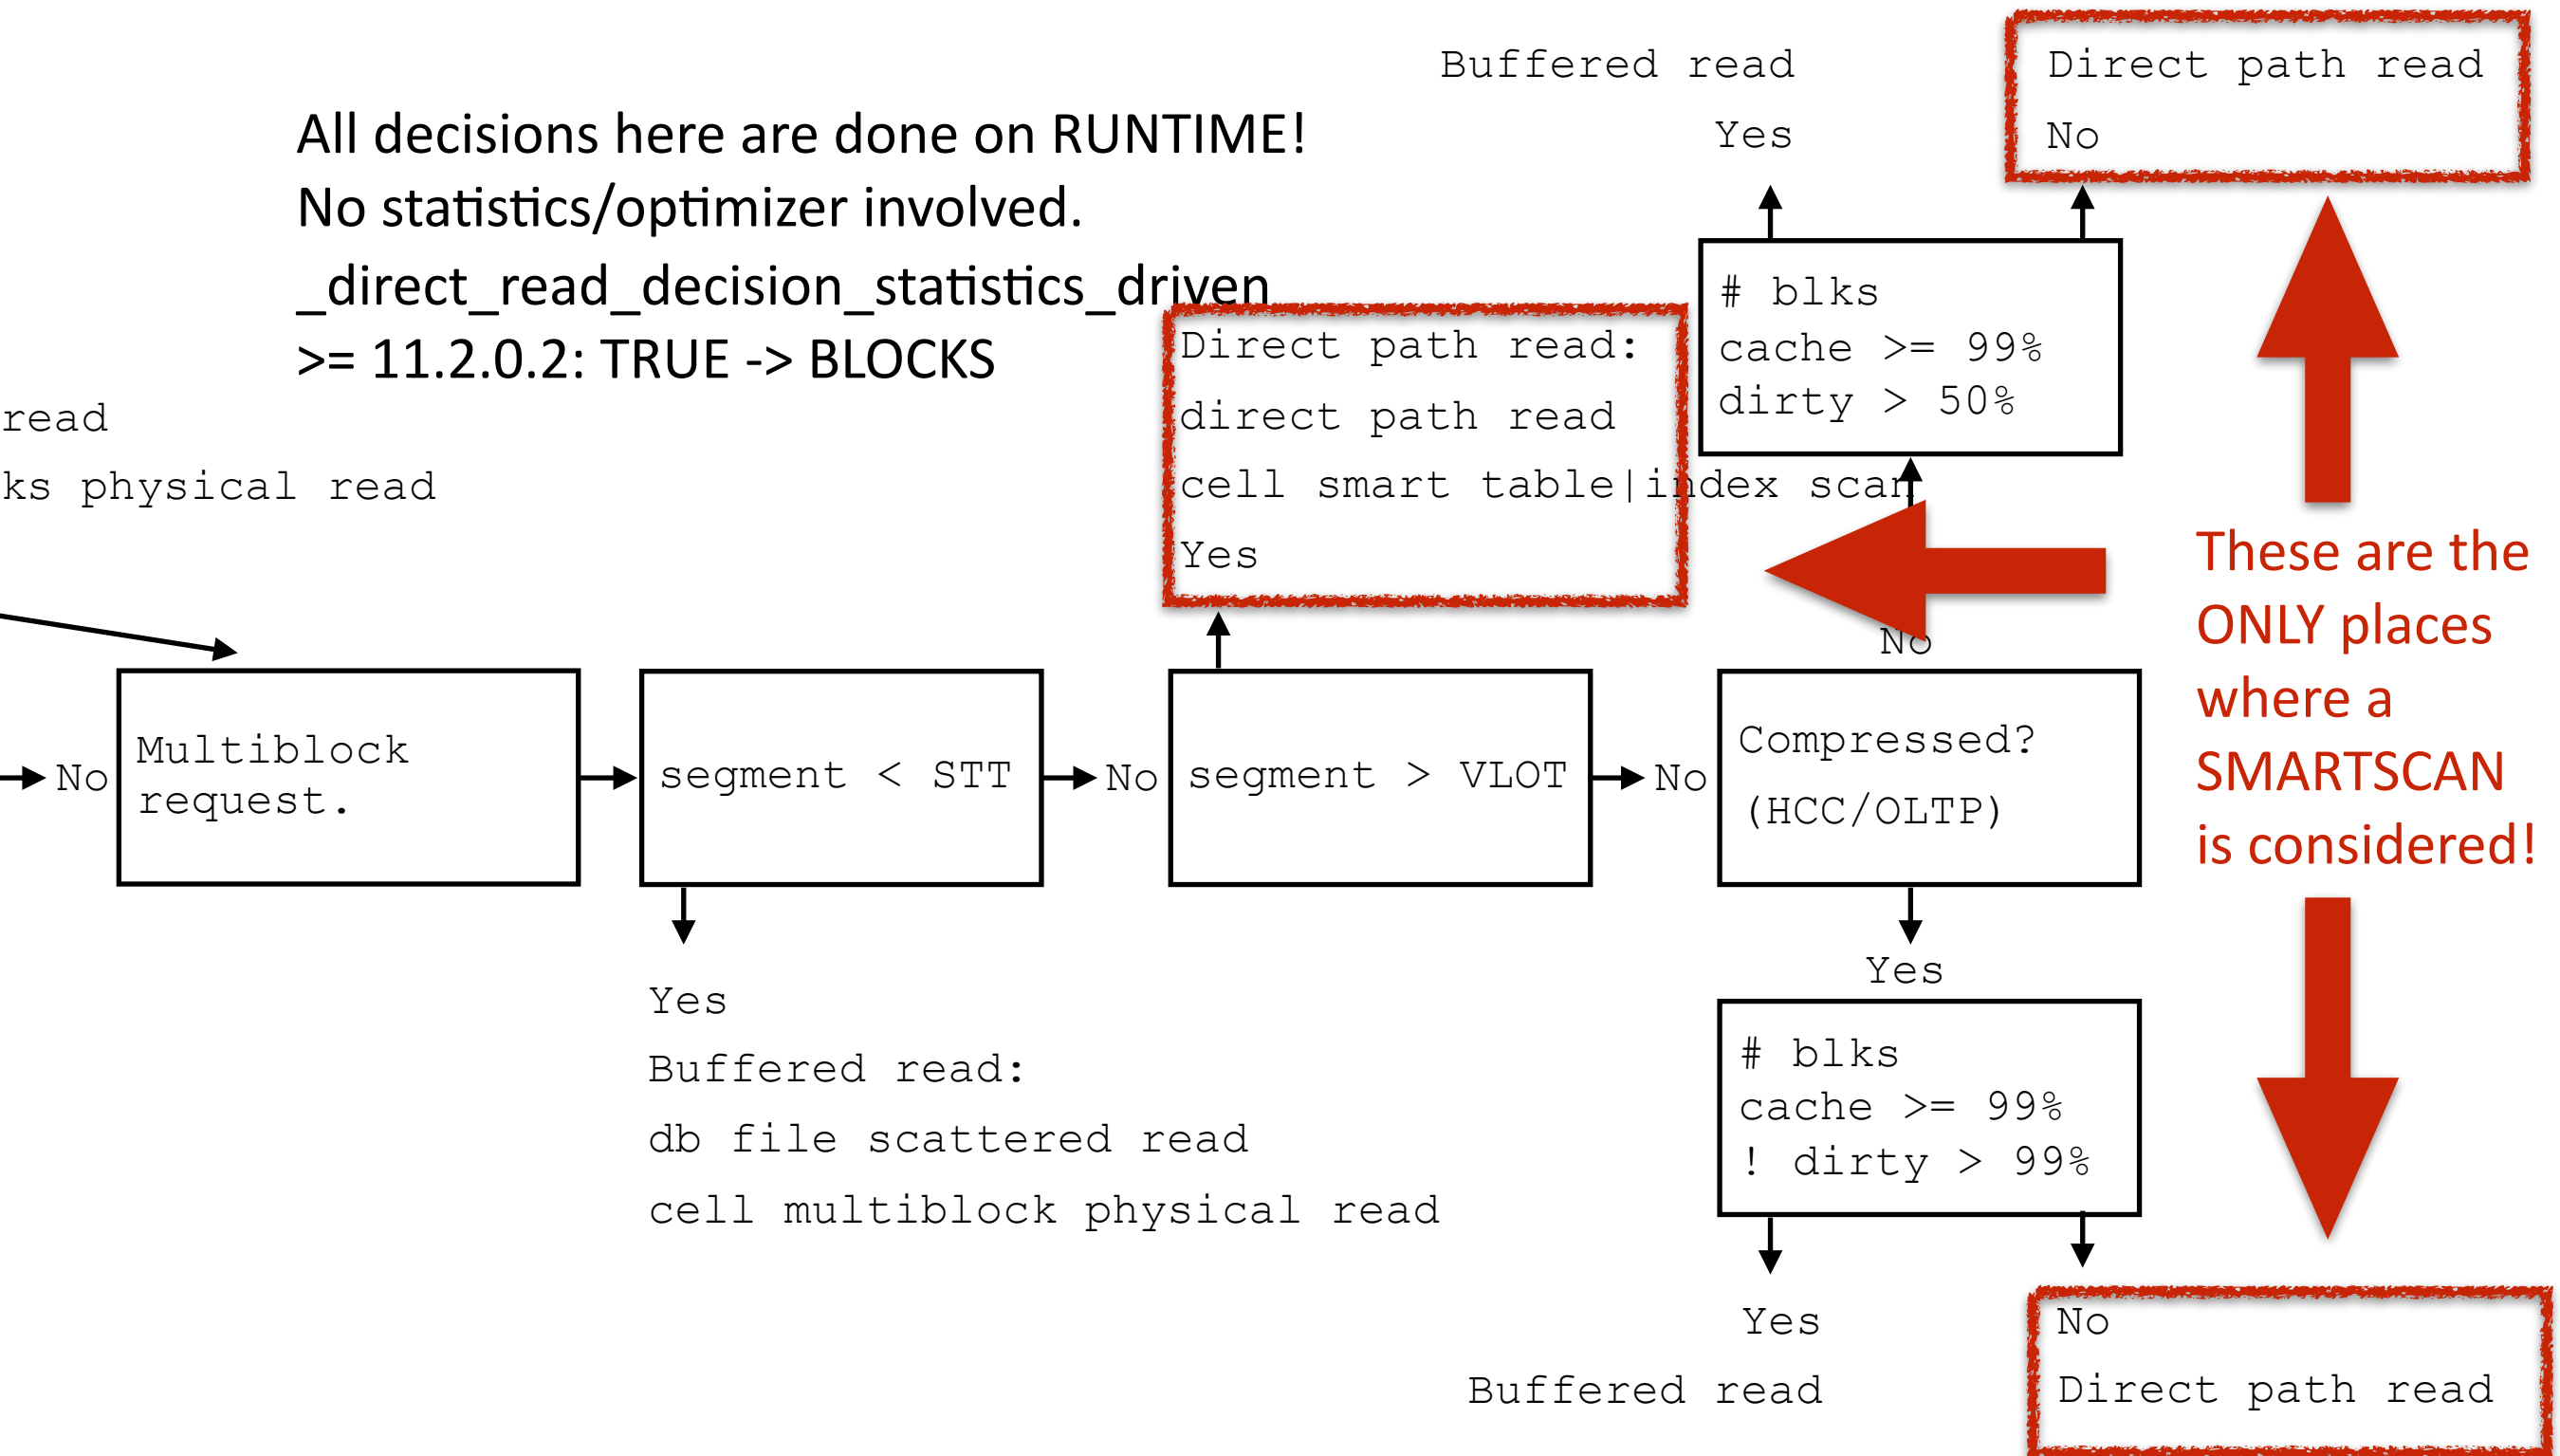 Buffered read
Yes
Direct path read
No
All decisions here are done on RUNTIME!
No statistics/optimizer involved.
_direct_read_decision_statistics_driven
>= 11.2.0.2: TRUE -> BLOCKS
# blks
cache >= 99%
dirty > 50%
Direct path read:
direct path read
cell smart table|index scan
Yes
read
ks physical read
These are the
ONLY places
where a
SMARTSCAN
is considered!
No
No
Multiblock
request.
segment < STT
No
segment > VLOT
No
Compressed?
(HCC/OLTP)
Yes
Buffered read:
db file scattered read
cell multiblock physical read
Yes
# blks
cache >= 99%
! dirty > 99%
Yes
Buffered read
No
Direct path read